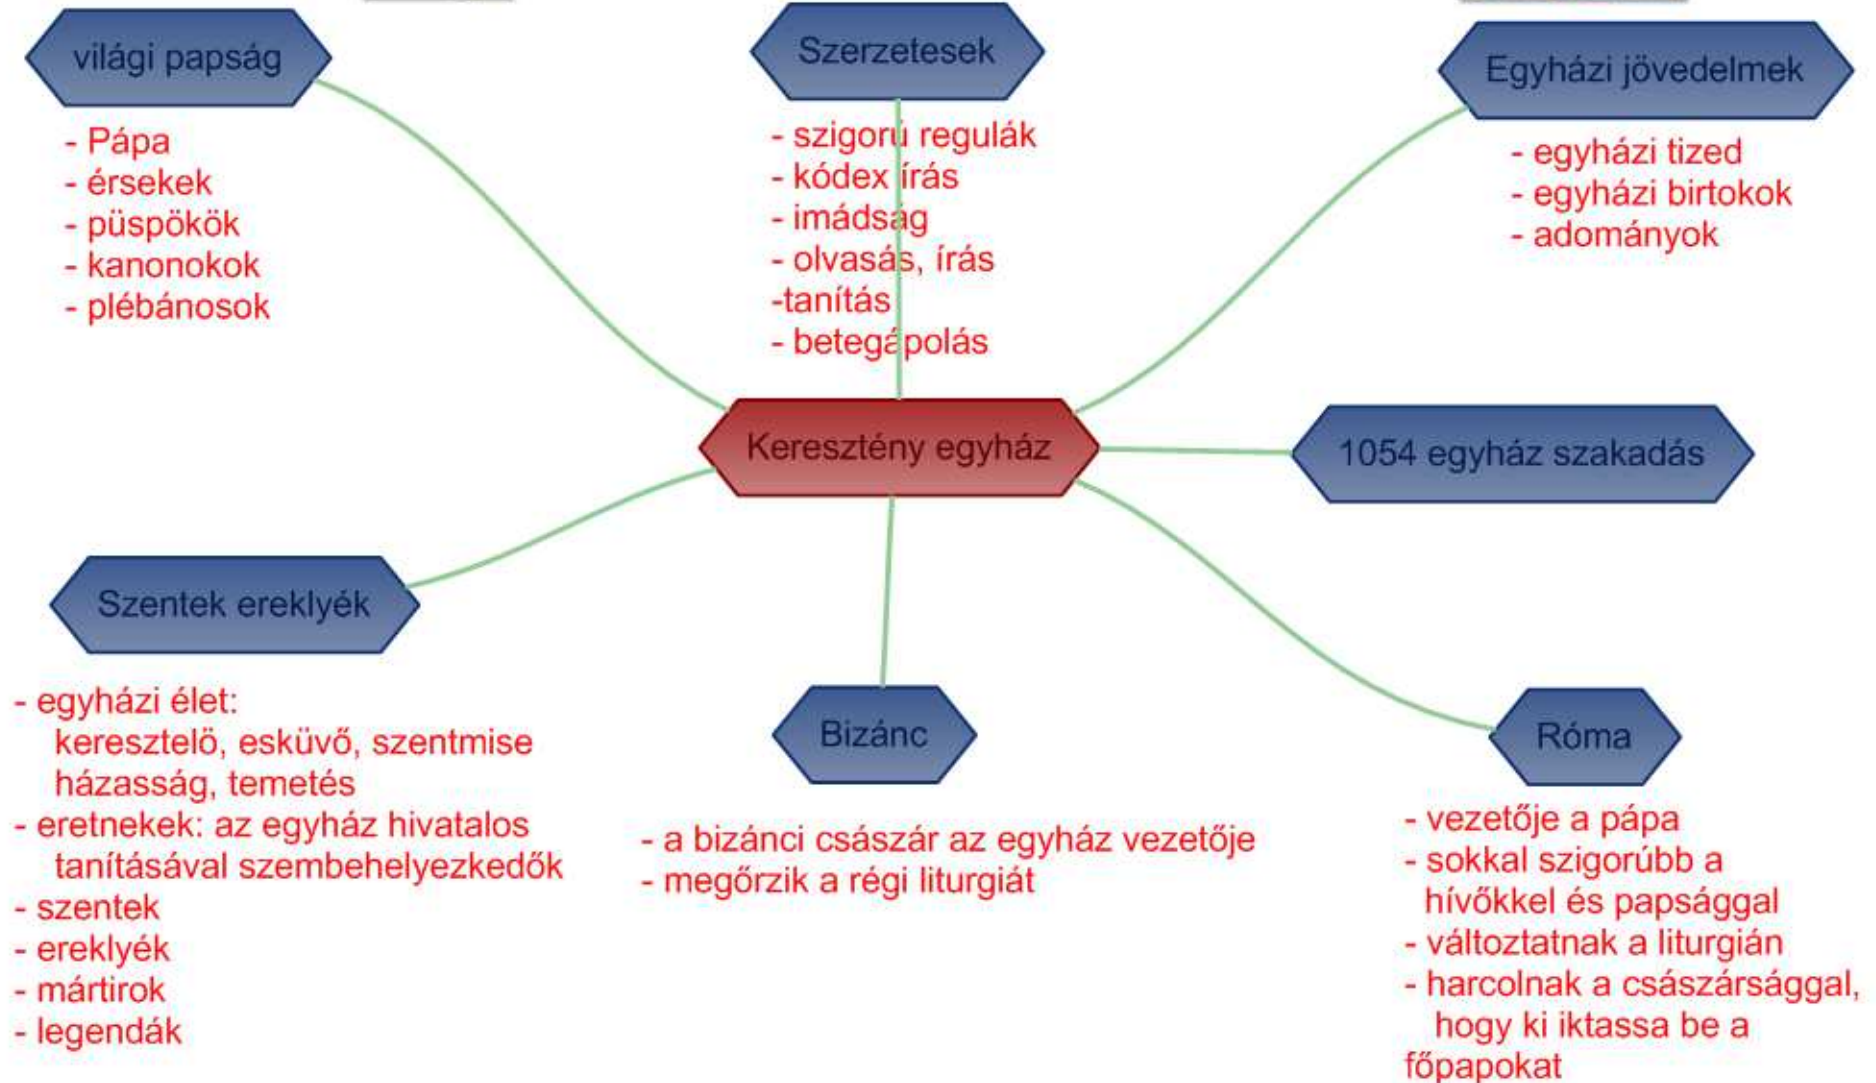 világi papság
- Pápa
- érsekek
- püspökök
- kanonokok
- plébánosok
Szerzetesek
- szigorú regulák
- kódex írás
- imádság
- olvasás, írás
-tanítás
- betegápolás
Egyházi jövedelmek
- egyházi tized
- egyházi birtokok
- adományok
Keresztény egyház
1054 egyház szakadás
Szentek ereklyék
- egyházi élet:
keresztelö, esküvő, szentmise
házasság, temetés
- eretnekek: az egyház hivatalos
tanításával szembehelyezkedők
- szentek
- ereklyék
- mártirok
- legendák
Bizánc
- a bizánci császár az egyház vezetője
- megőrzik a régi liturgiát
Róma
- vezetője a pápa
- sokkal szigorúbb a
hívőkkel és papsággal
- változtatnak a liturgián
- harcolnak a császársággal,
hogy ki iktassa be a
főpapokat